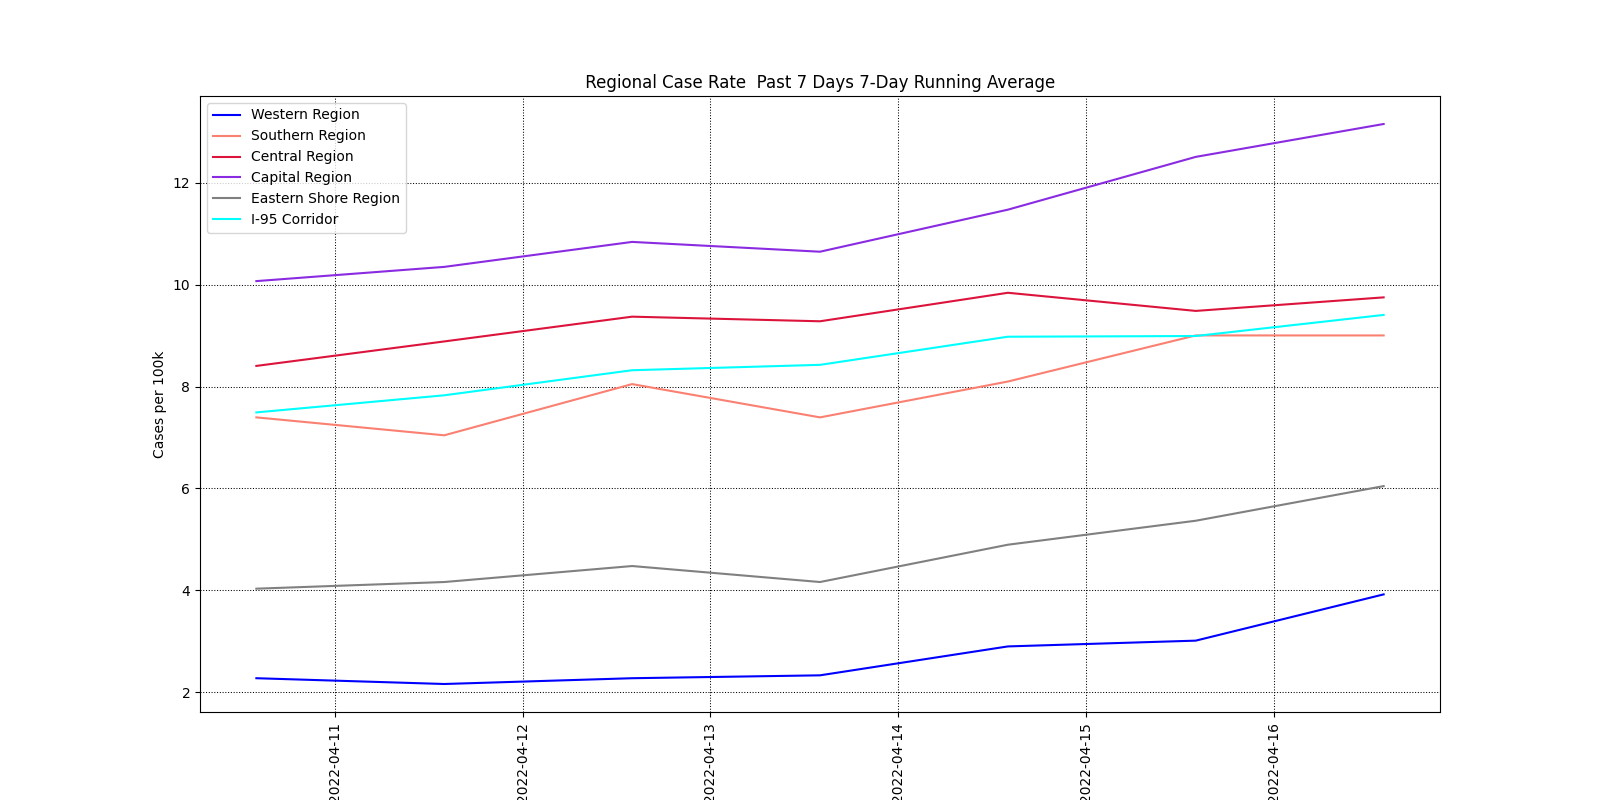 Regional Case Rate  Past 7 Days 7-Day Running Average
Western Region
Southern Region
Central Region
Capital Region
Eastern Shore Region
I-95 Corridor
Cases per 100k
12
10
8
6
4
2
2022-04-11
2022-04-12
2022-04-13
2022-04-14
2022-04-15
2022-04-16